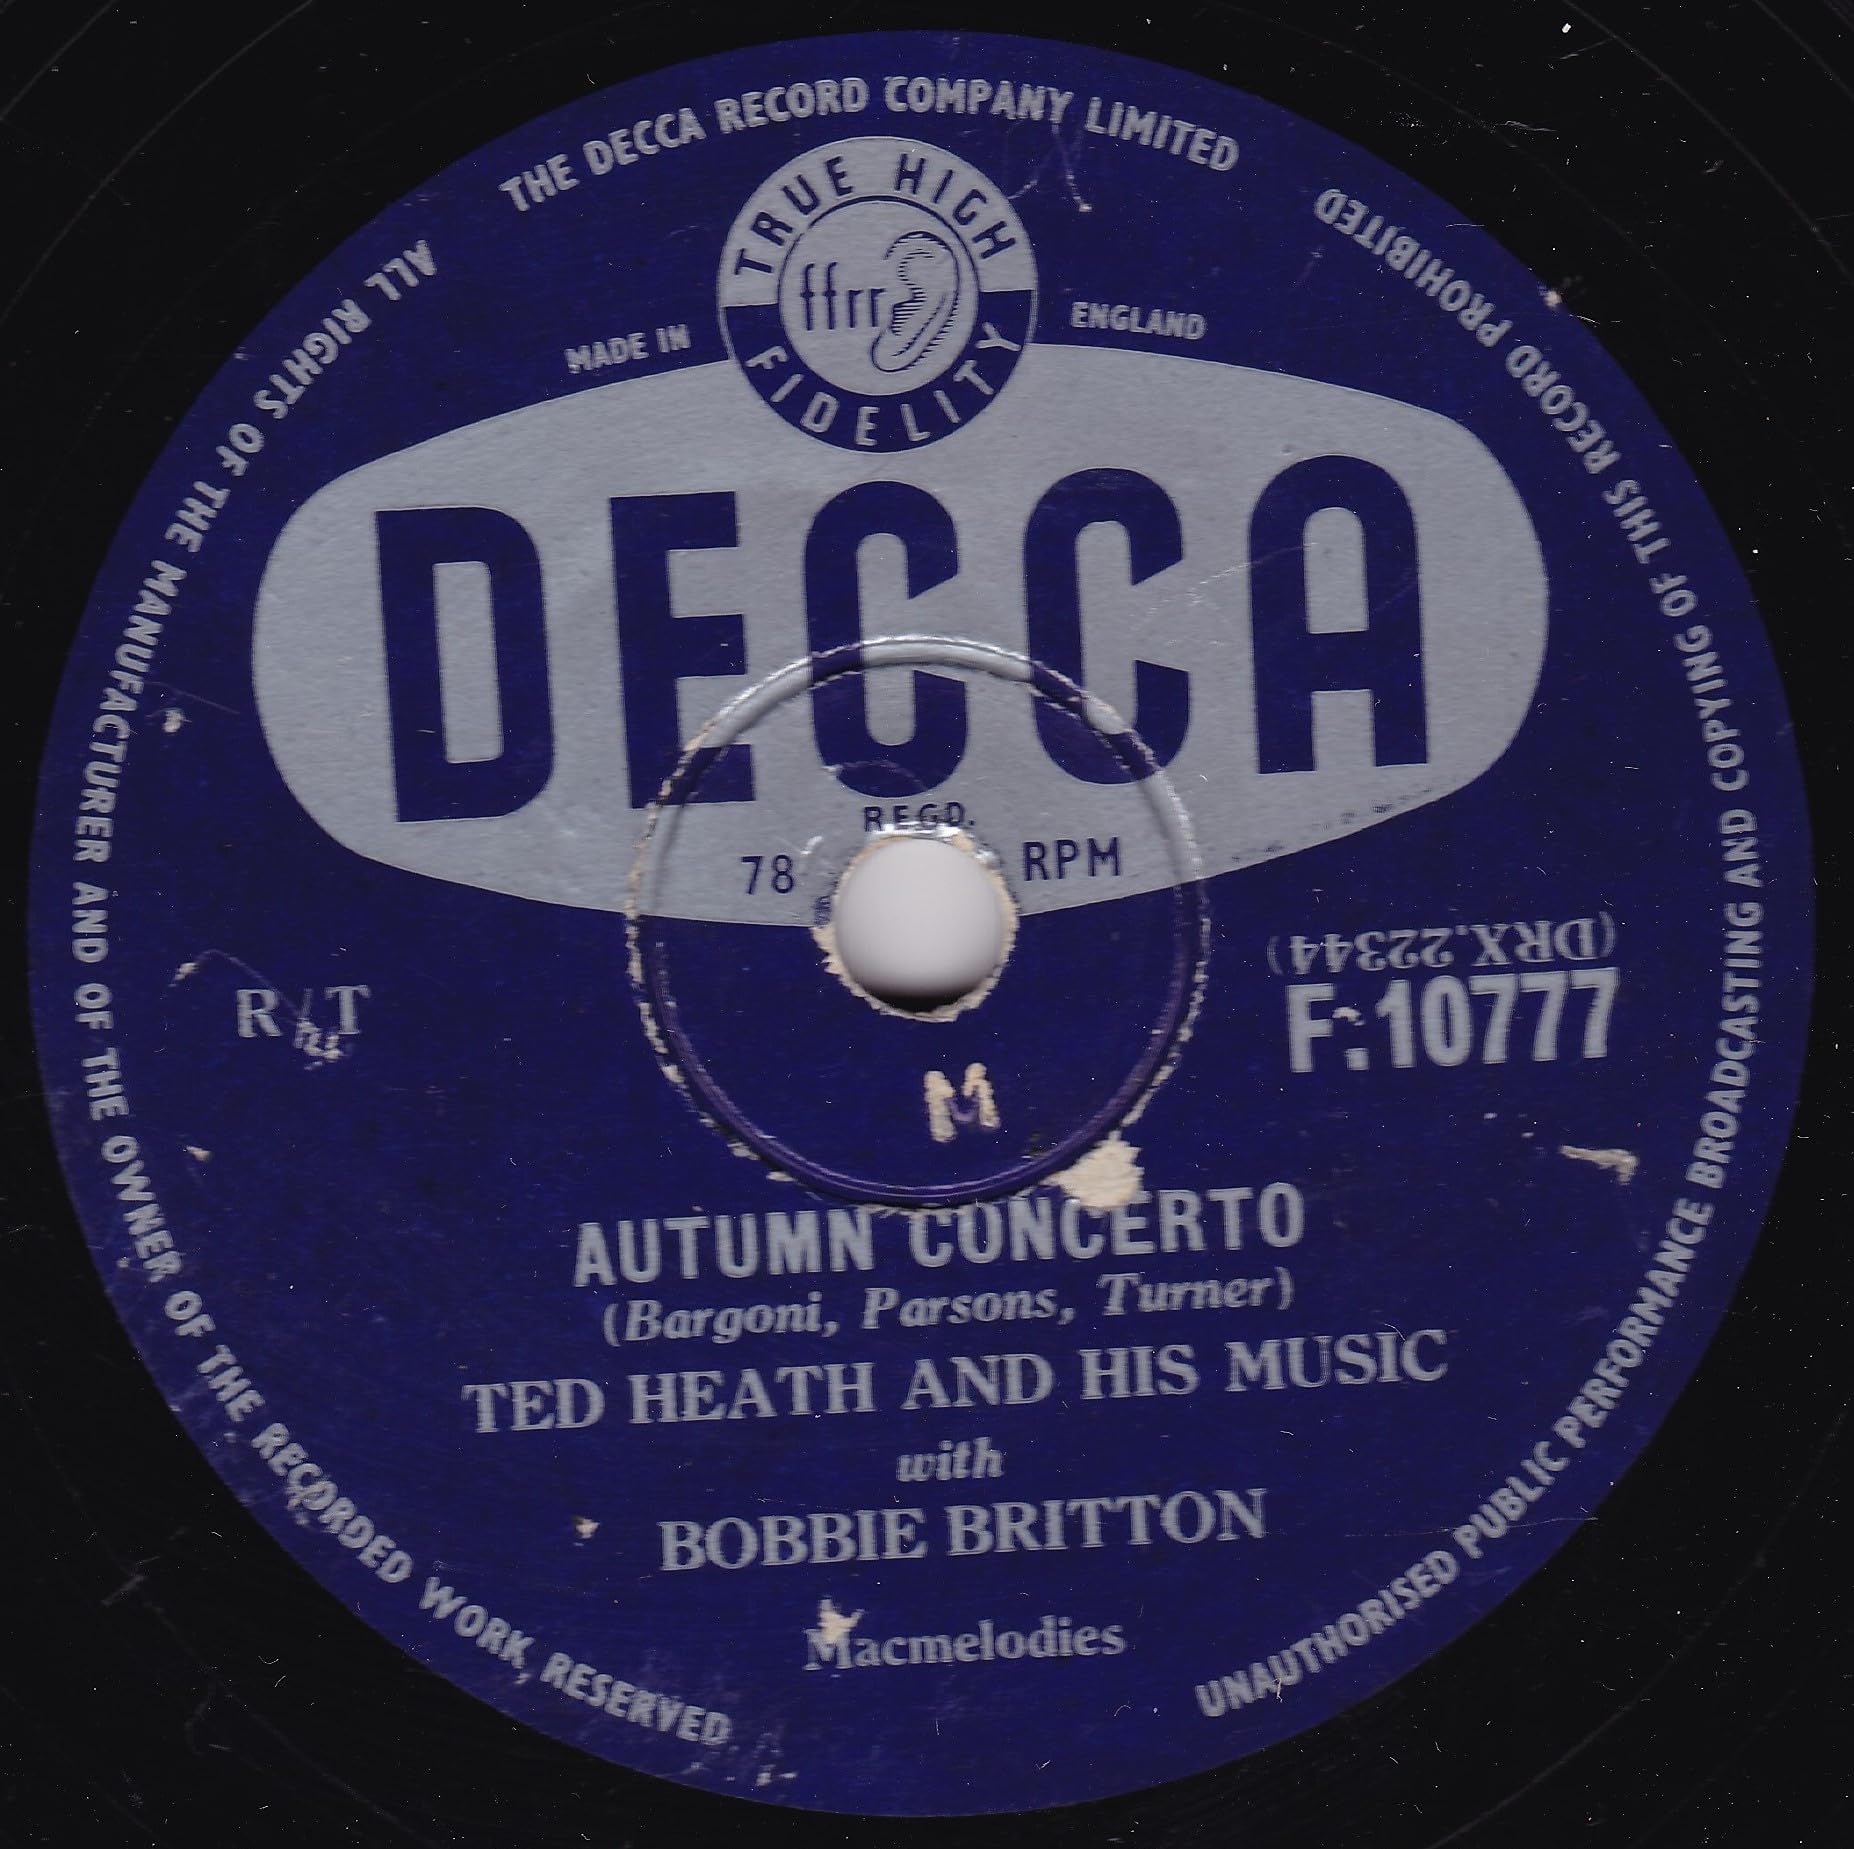 THE DECCA RECORD COMPANY LIMITED
ALL RIGHTS OF THE MANUFACTURER AND OF THE OWNER OF THE RECORDED WORK, RESERVED
UNAUTHORISED PUBLIC PERFORMANCE BROADCASTING AND COPYING OF THIS RECORD PROHIBITED
TRUE HIGH
ffrr
FIDELITY
MADE IN ENGLAND
DECCA
REGD.
78 RPM
(DRX.22344)
R/T F.10777
M
AUTUMN CONCERTO
(Bargoni, Parsons, Turner)
TED HEATH AND HIS MUSIC
with
BOBBIE BRITTON
Macmelodies